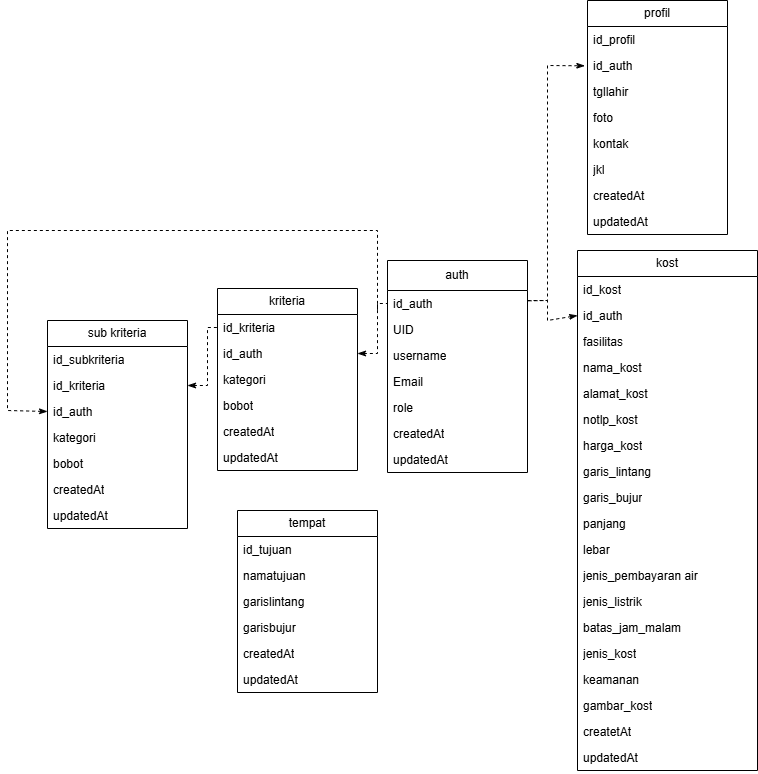 profil
id_profil
id_auth
tgllahir
foto
kontak
jkl
createdAt
updatedAt
kost
id_kost
id_auth
fasilitas
nama_kost
alamat_kost
notlp_kost
harga_kost
garis_lintang
garis_bujur
panjang
lebar
jenis_pembayaran air
jenis_listrik
batas_jam_malam
jenis_kost
keamanan
gambar_kost
createtAt
updatedAt
auth
id_auth
UID
username
Email
role
createdAt
updatedAt
kriteria
id_kriteria
id_auth
kategori
bobot
createdAt
updatedAt
sub kriteria
id_subkriteria
id_kriteria
id_auth
kategori
bobot
createdAt
updatedAt
tempat
id_tujuan
namatujuan
garislintang
garisbujur
createdAt
updatedAt